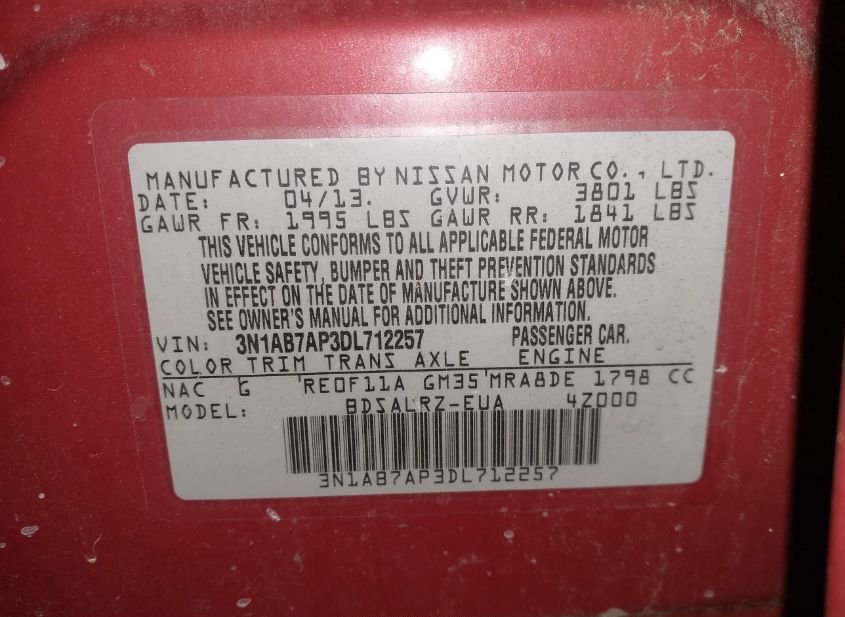 MANUFACTURED BY NISSAN MOTOR CO., LTD.
DATE: 04/13. GVWR: 3801 LBS
GAWR FR: 1995 LBS GAWR RR: 1841 LBS
THIS VEHICLE CONFORMS TO ALL APPLICABLE FEDERAL MOTOR
VEHICLE SAFETY, BUMPER AND THEFT PREVENTION STANDARDS
IN EFFECT ON THE DATE OF MANUFACTURE SHOWN ABOVE.
SEE OWNER'S MANUAL FOR ADDITIONAL INFORMATION.
VIN: 3N1AB7AP3DL712257 PASSENGER CAR.
COLOR TRIM TRANS AXLE ENGINE
NAC G RE0F11A GM35 MRA8DE 1798 CC
MODEL: BDSALRZ-EUA 4Z000
3N1AB7AP3DL712257